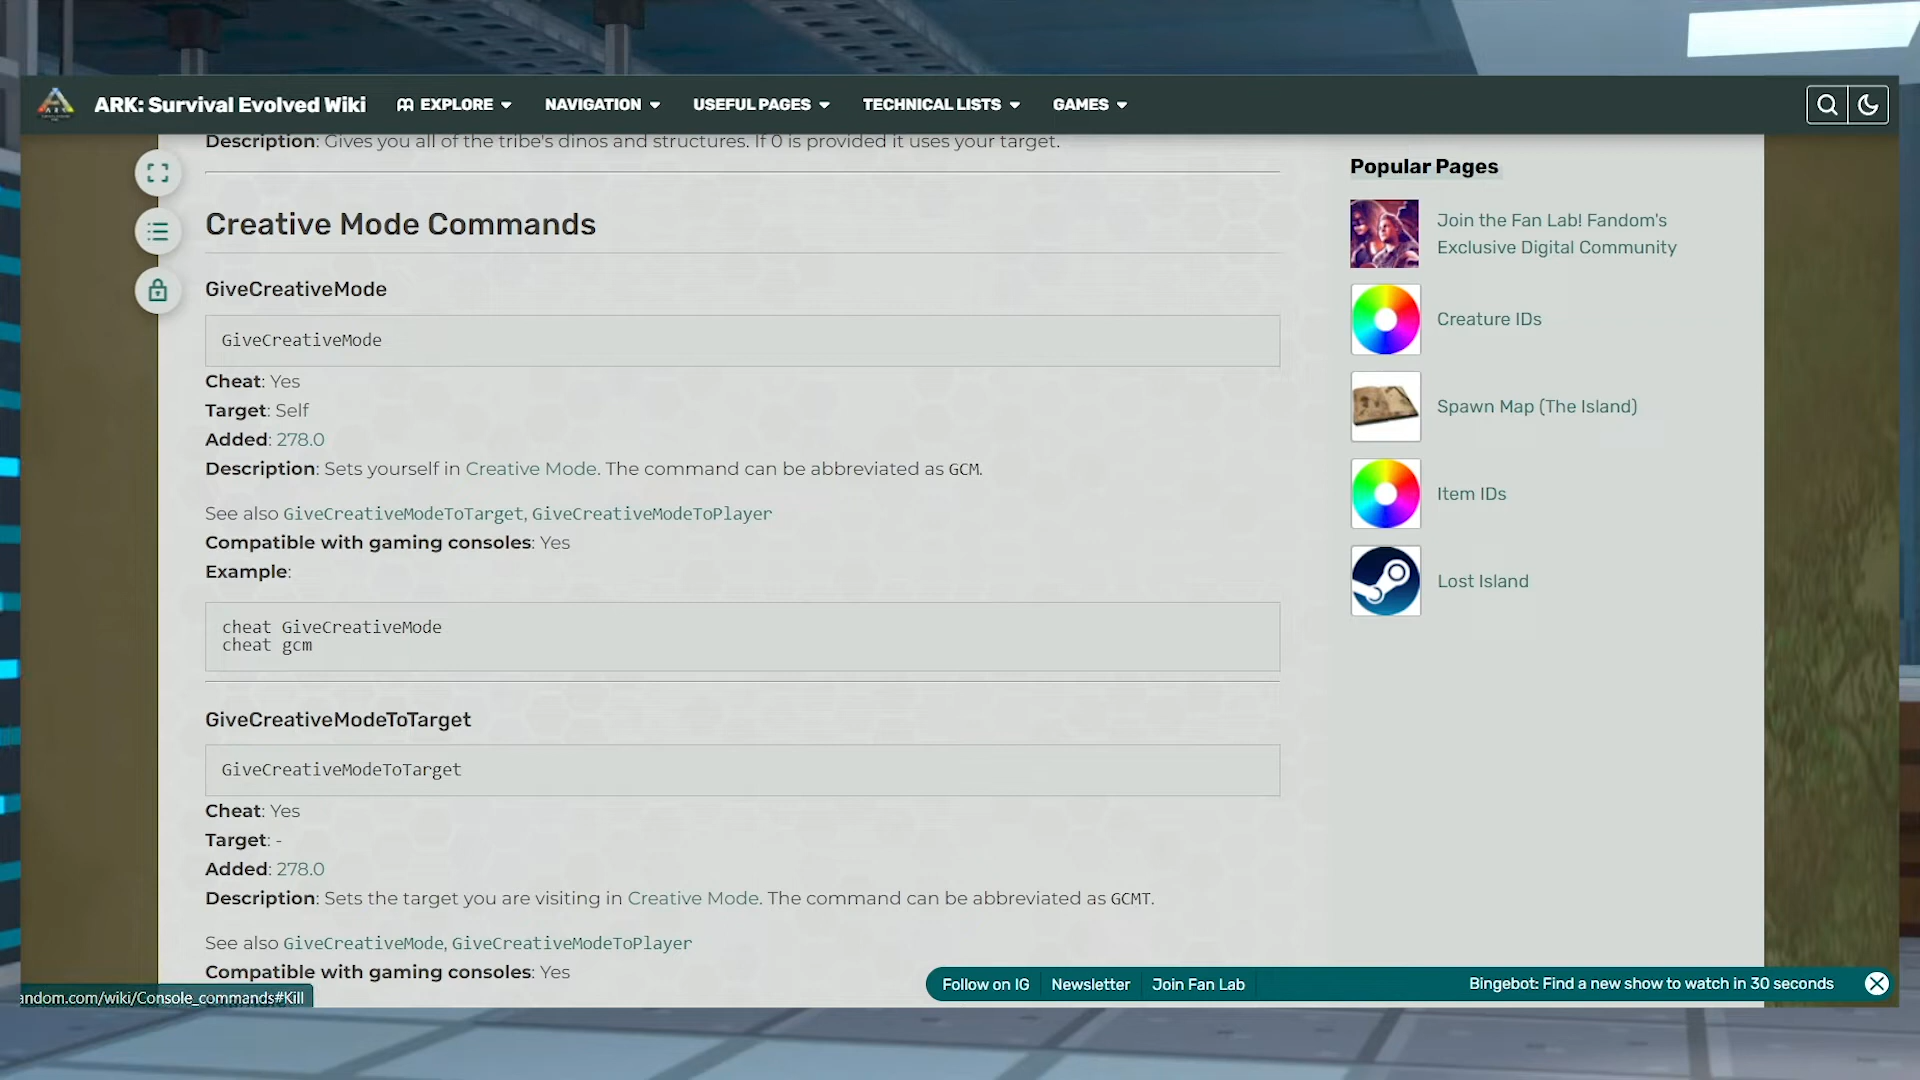 ARK: Survival Evolved Wiki EXPLORE NAVIGATION USEFUL PAGES TECHNICAL LISTS GAMES
Description: Gives you all of the tribe's dinos and structures. If 0 is provided it uses your target.
Creative Mode Commands
GiveCreativeMode
GiveCreativeMode
Cheat: Yes
Target: Self
Added: 278.0
Description: Sets yourself in Creative Mode. The command can be abbreviated as GCM.
See also GiveCreativeModeToTarget, GiveCreativeModeToPlayer
Compatible with gaming consoles: Yes
Example:
cheat GiveCreativeMode
cheat gcm
GiveCreativeModeToTarget
GiveCreativeModeToTarget
Cheat: Yes
Target: -
Added: 278.0
Description: Sets the target you are visiting in Creative Mode. The command can be abbreviated as GCMT.
See also GiveCreativeMode, GiveCreativeModeToPlayer
Compatible with gaming consoles: Yes
Popular Pages
Join the Fan Lab! Fandom's
Exclusive Digital Community
Creature IDs
Spawn Map (The Island)
Item IDs
Lost Island
Follow on IG Newsletter Join Fan Lab Bingebot: Find a new show to watch in 30 seconds
andom.com/wiki/Console_commands#Kill